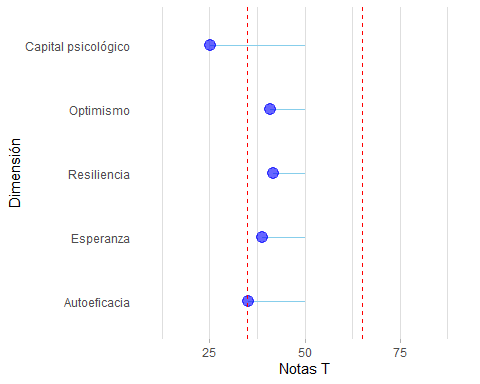 Capital psicológico
Optimismo
Resiliencia
Esperanza
Autoeficacia
Dimensión
25 50 75
Notas T